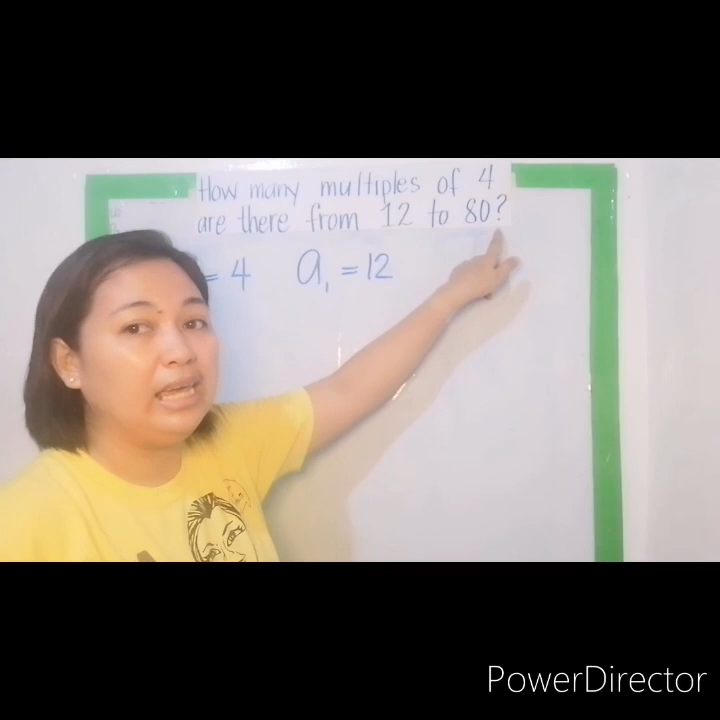 How many multiples of 4
are there from 12 to 80?
= 4 a₁ = 12
PowerDirector